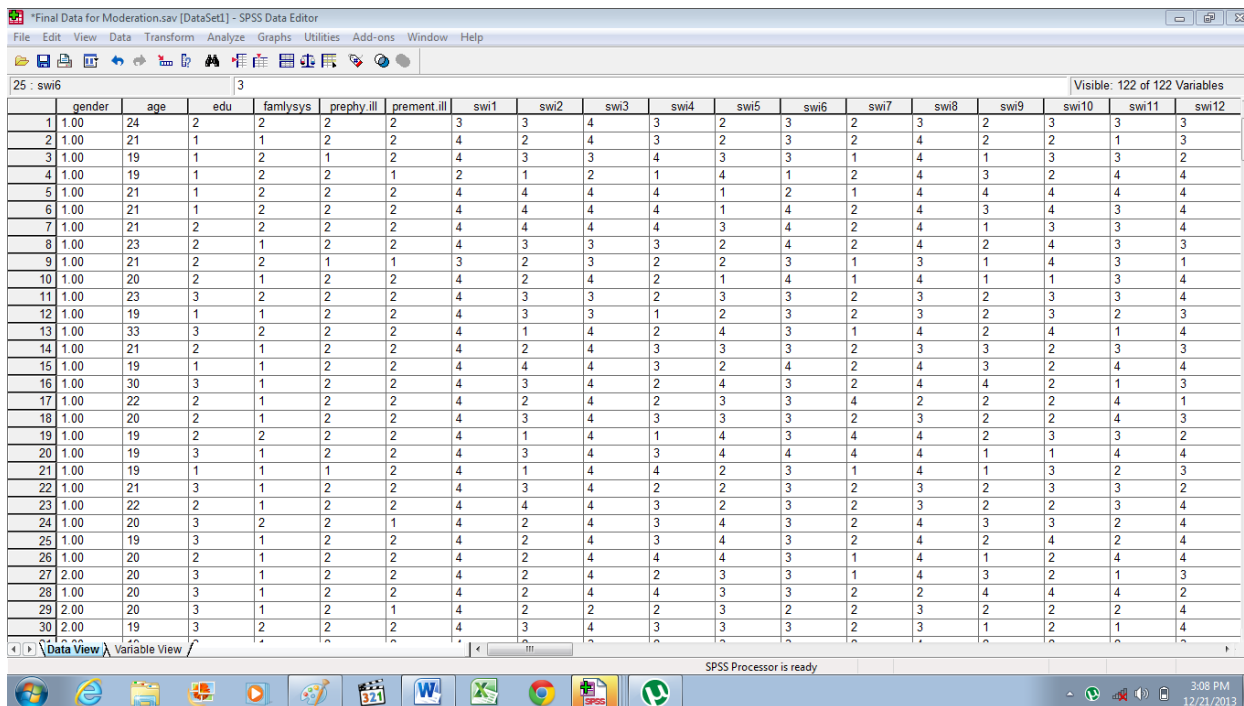 *Final Data for Moderation.sav [DataSet1] - SPSS Data Editor
File Edit View Data Transform Analyze Graphs Utilities Add-ons Window Help
25 : swi6 3 Visible: 122 of 122 Variables
gender age edu famlysys prephy.ill prement.ill swi1 swi2 swi3 swi4 swi5 swi6 swi7 swi8 swi9 swi10 swi11 swi12
1 1.00 24 2 2 2 2 3 3 4 3 2 3 2 3 2 3 3 3
2 1.00 21 1 1 2 2 4 2 4 3 2 3 2 4 2 2 1 3
3 1.00 19 1 2 1 2 4 3 3 4 3 3 1 4 1 3 3 2
4 1.00 19 1 2 2 1 2 1 2 1 4 1 2 4 3 2 4 4
5 1.00 21 1 2 2 2 4 4 4 4 1 2 1 4 4 4 4 4
6 1.00 21 1 2 2 2 4 4 4 4 1 4 2 4 3 4 3 4
7 1.00 21 2 2 2 2 4 4 4 4 3 4 2 4 1 3 3 4
8 1.00 23 2 1 2 2 4 3 3 3 2 4 2 4 2 4 3 3
9 1.00 21 2 2 1 1 3 2 3 2 2 3 1 3 1 4 3 1
10 1.00 20 2 1 2 2 4 2 4 2 1 4 1 4 1 1 3 4
11 1.00 23 3 2 2 2 4 3 3 2 3 3 2 3 2 3 3 4
12 1.00 19 1 1 2 2 4 3 3 1 2 3 2 3 2 3 2 3
13 1.00 33 3 2 2 2 4 1 4 2 4 3 1 4 2 4 1 4
14 1.00 21 2 1 2 2 4 2 4 3 3 3 2 3 3 2 3 3
15 1.00 19 1 1 2 2 4 4 4 3 2 4 2 4 3 2 4 4
16 1.00 30 3 1 2 2 4 3 4 2 4 3 2 4 4 2 1 3
17 1.00 22 2 1 2 2 4 2 4 2 3 3 4 2 2 2 4 1
18 1.00 20 2 1 2 2 4 3 4 3 3 3 2 3 2 2 4 3
19 1.00 19 2 2 2 2 4 1 4 1 4 3 4 4 2 3 3 2
20 1.00 19 3 1 2 2 4 3 4 3 4 4 4 4 1 1 4 4
21 1.00 19 1 1 1 2 4 1 4 4 2 3 1 4 1 3 2 3
22 1.00 21 3 1 2 2 4 3 4 2 2 3 2 3 2 3 3 2
23 1.00 22 2 1 2 2 4 4 4 3 2 3 2 3 2 2 3 4
24 1.00 20 3 2 2 1 4 2 4 3 4 3 2 4 3 3 2 4
25 1.00 19 3 1 2 2 4 2 4 3 4 3 2 4 2 4 2 4
26 1.00 20 2 1 2 2 4 2 4 4 4 3 1 4 1 2 4 4
27 2.00 20 3 1 2 2 4 2 4 2 3 3 1 4 3 2 1 3
28 1.00 20 3 1 2 2 4 2 4 4 3 3 2 2 4 4 4 2
29 2.00 20 3 1 2 1 4 2 2 2 3 2 2 3 2 2 2 4
30 2.00 19 3 2 2 2 4 3 4 3 3 3 2 3 1 2 1 4
Data View Variable View
SPSS Processor is ready
321 SPSS 3:08 PM
12/21/2013